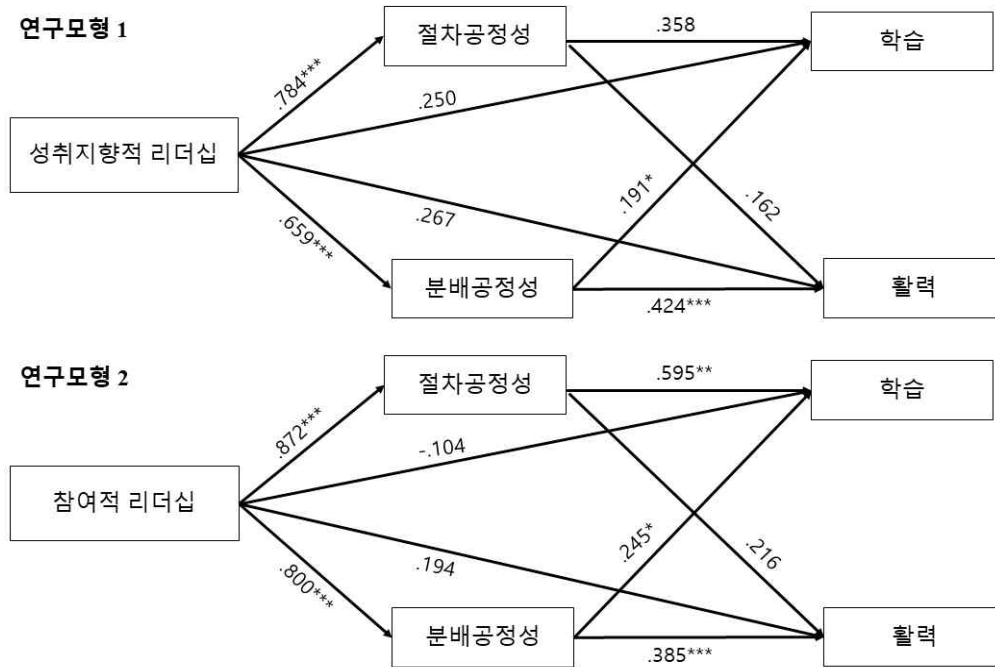 연구모형 1
절차공정성
.358
학습
.784***
.250
성취지향적 리더십
.191*
.162
.267
.659***
분배공정성
.424***
활력
연구모형 2
절차공정성
.595**
학습
.872***
-.104
참여적 리더십
.245*
.216
.194
.800***
분배공정성
.385***
활력